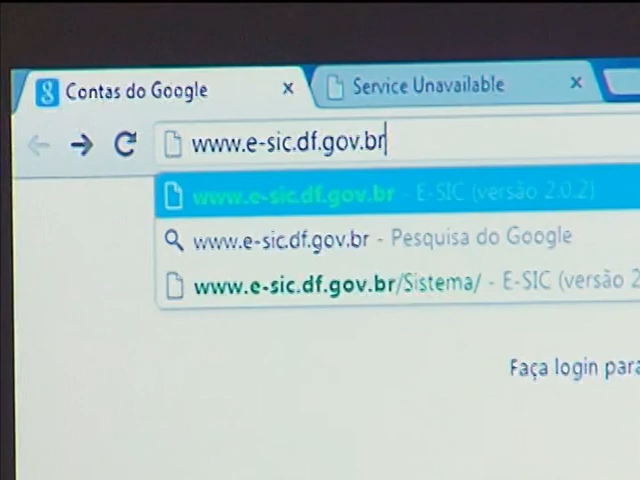 8 Contas do Google × Service Unavailable ×
www.e-sic.df.gov.br
www.e-sic.df.gov.br - E-SIC (versão 2.0.2)
www.e-sic.df.gov.br - Pesquisa do Google
www.e-sic.df.gov.br/Sistema/ - E-SIC (versão 2
Faça login para